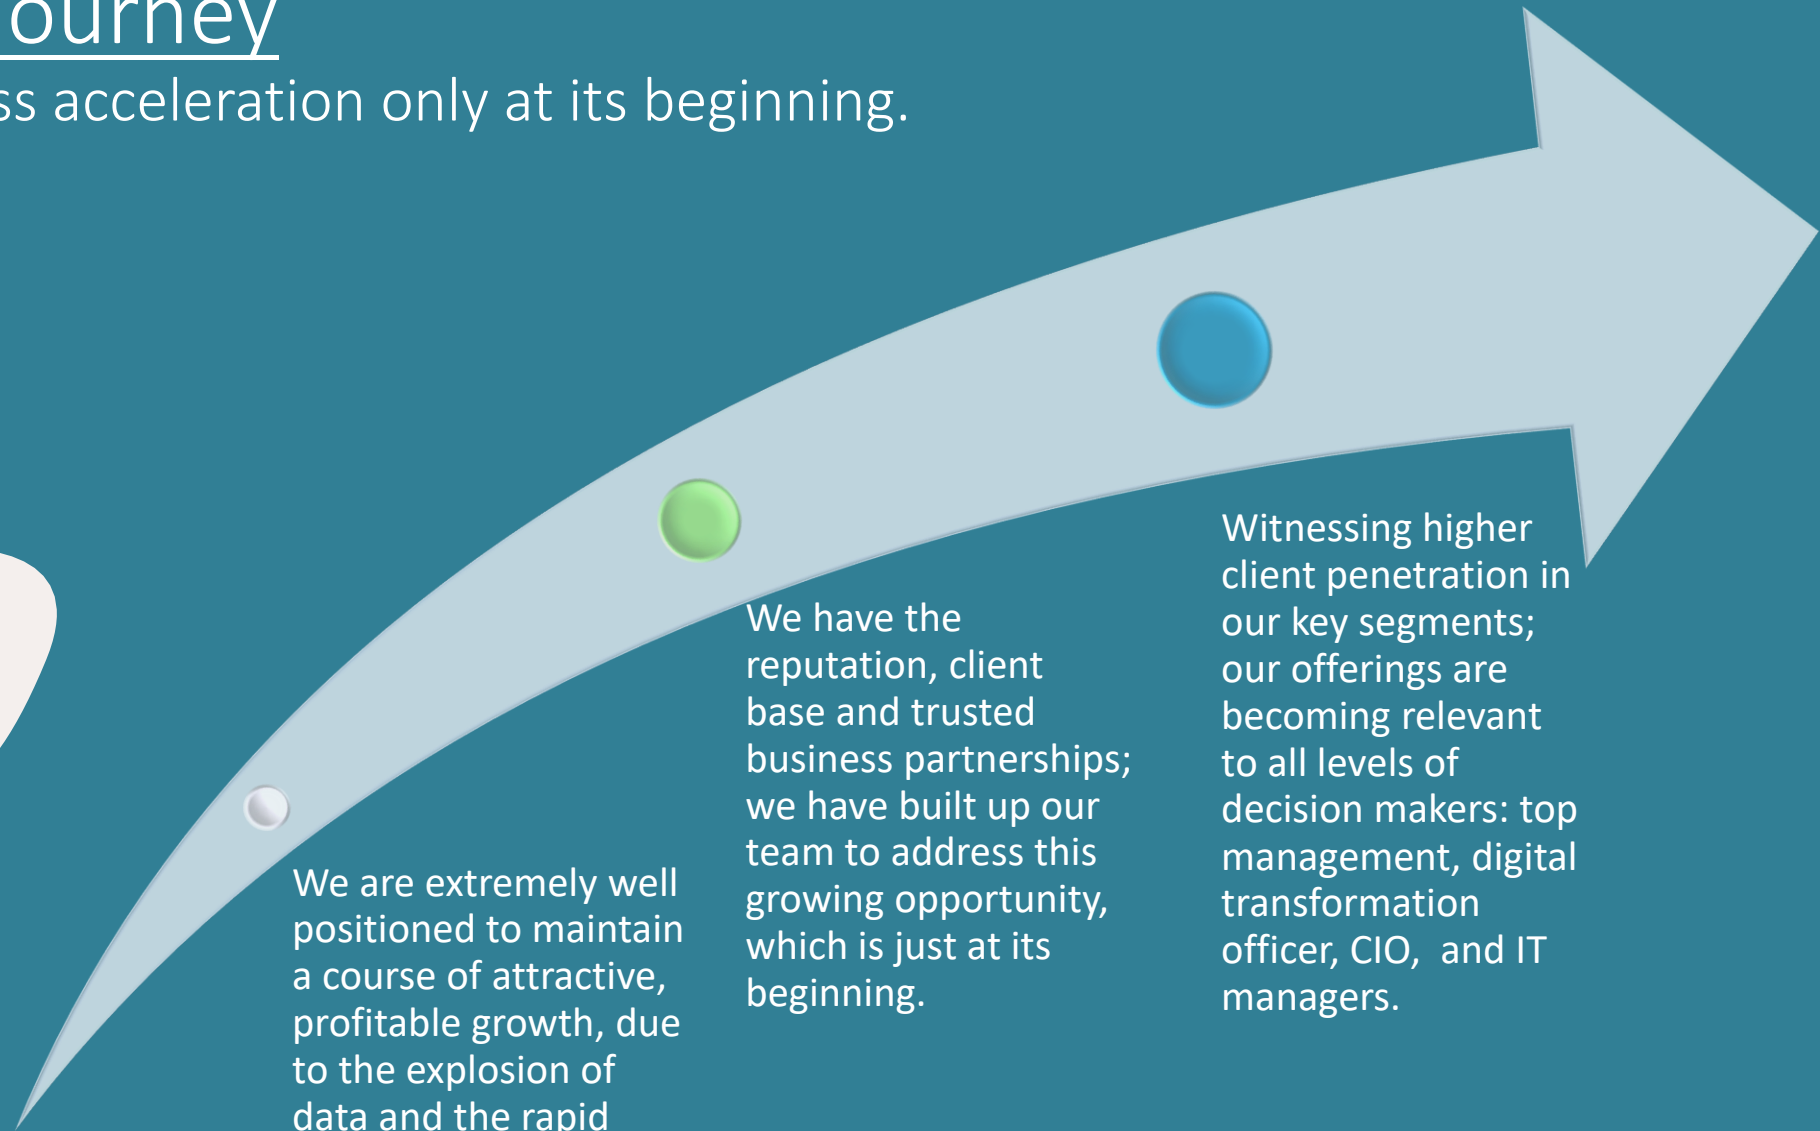 ourney
ss acceleration only at its beginning.
We are extremely well
positioned to maintain
a course of attractive,
profitable growth, due
to the explosion of
data and the rapid
We have the
reputation, client
base and trusted
business partnerships;
we have built up our
team to address this
growing opportunity,
which is just at its
beginning.
Witnessing higher
client penetration in
our key segments;
our offerings are
becoming relevant
to all levels of
decision makers: top
management, digital
transformation
officer, CIO,  and IT
managers.